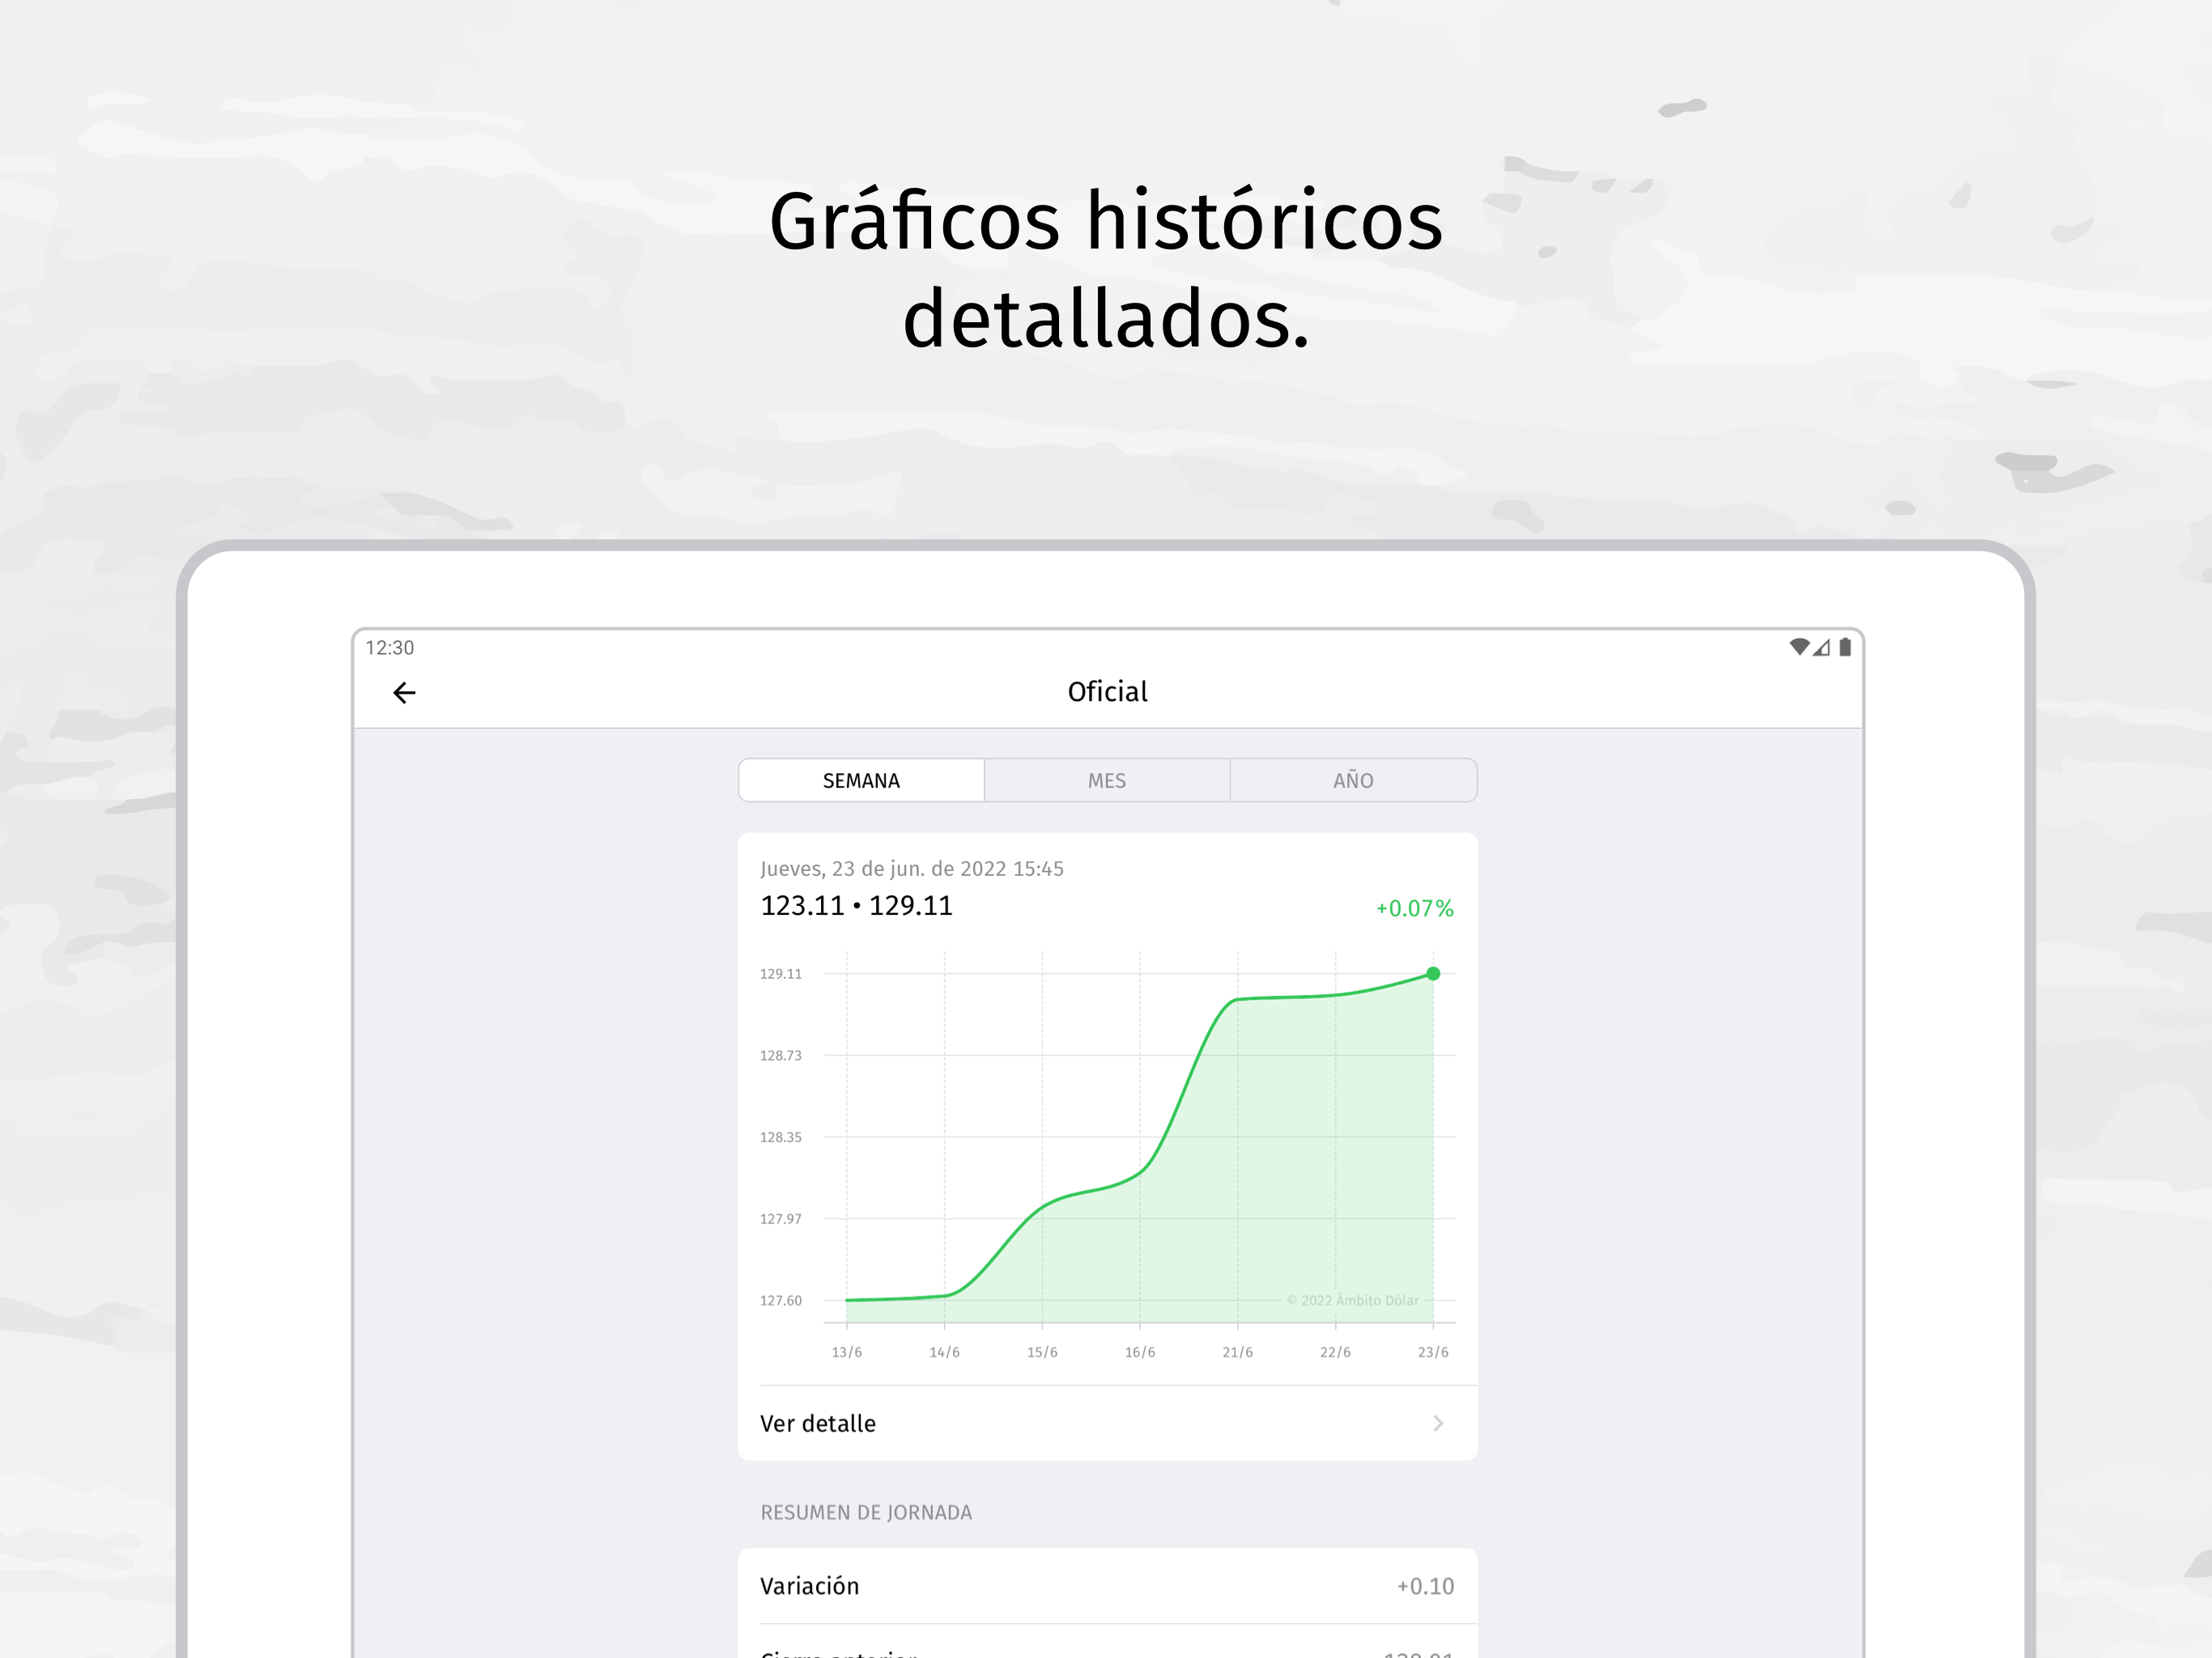 Gráficos históricos
detallados.
12:30
Oficial
SEMANA MES AÑO
Jueves, 23 de jun. de 2022 15:45
123.11 • 129.11 +0.07%
129.11
128.73
128.35
127.97
127.60
© 2022 Ámbito Dólar
13/6 14/6 15/6 16/6 21/6 22/6 23/6
Ver detalle
RESUMEN DE JORNADA
Variación +0.10